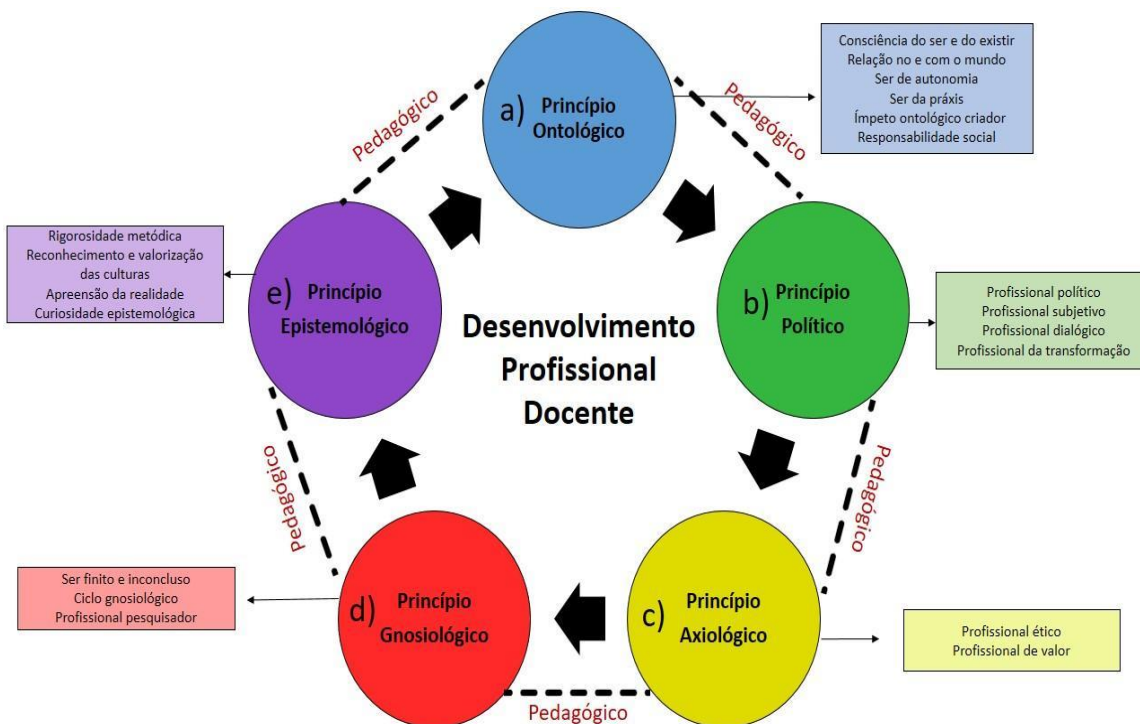 Pedagógico
a) Princípio
Ontológico
Pedagógico
Consciência do ser e do existir
Relação no e com o mundo
Ser de autonomia
Ser da práxis
Ímpeto ontológico criador
Responsabilidade social
b) Princípio
Político
Profissional político
Profissional subjetivo
Profissional dialógico
Profissional da transformação
Pedagógico
c) Princípio
Axiológico
Profissional ético
Profissional de valor
Pedagógico
d) Princípio
Gnosiológico
Ser finito e inconcluso
Ciclo gnosiológico
Profissional pesquisador
Pedagógico
e) Princípio
Epistemológico
Rigorosidade metódica
Reconhecimento e valorização
das culturas
Apreensão da realidade
Curiosidade epistemológica
Desenvolvimento
Profissional
Docente